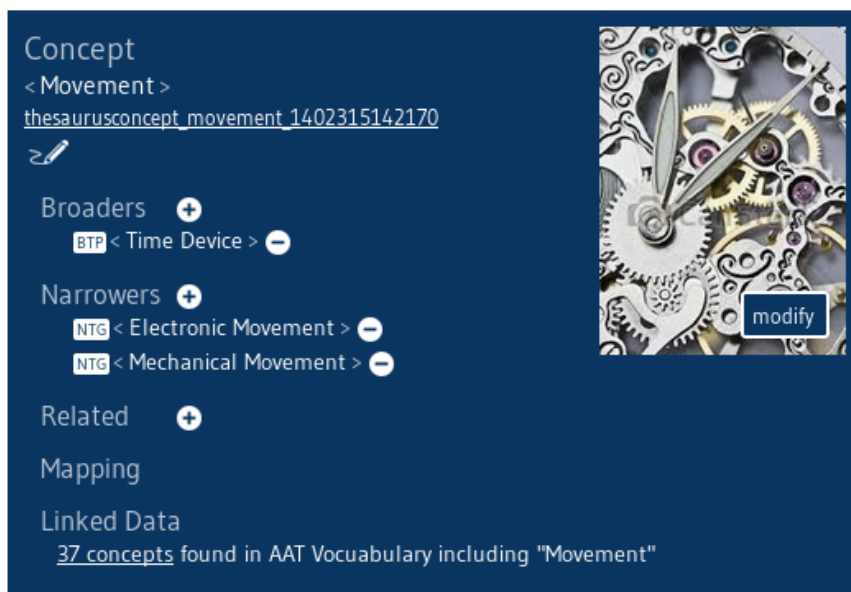 Concept
< Movement >
thesaurusconcept_movement_1402315142170
Broaders
BTP < Time Device >
Narrowers
NTG < Electronic Movement >
NTG < Mechanical Movement >
modify
Related
Mapping
Linked Data
37 concepts found in AAT Vocuabulary including "Movement"